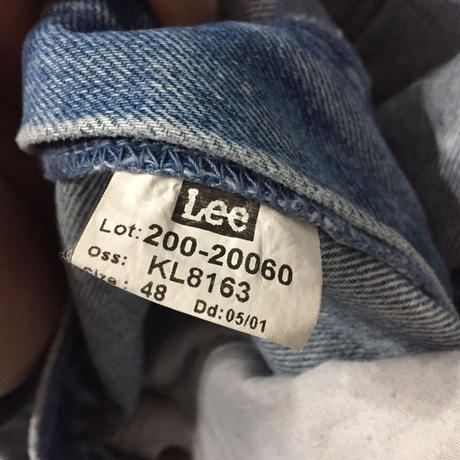 Lee
Lot: 200-20060
Oss: KL8163
Size: 48 Dd: 05/01